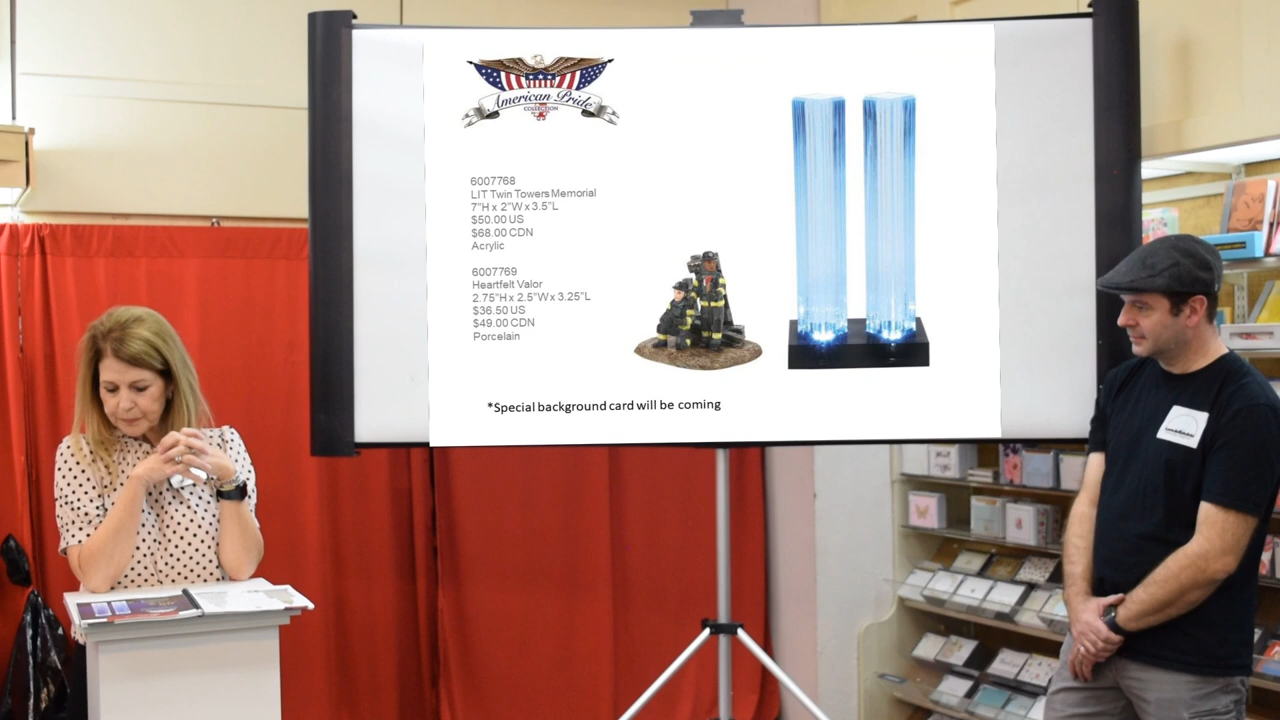 American Pride
COLLECTION
6007768
LIT Twin Towers Memorial
7"H x 2"W x 3.5"L
$50.00 US
$68.00 CDN
Acrylic
6007769
Heartfelt Valor
2.75"H x 2.5"W x 3.25"L
$36.50 US
$49.00 CDN
Porcelain
*Special background card will be coming